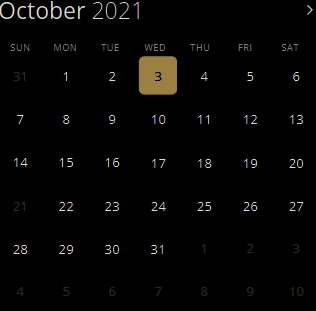 October 2021
SUN MON TUE WED THU FRI SAT
31 1 2 3 4 5 6
7 8 9 10 11 12 13
14 15 16 17 18 19 20
21 22 23 24 25 26 27
28 29 30 31 1 2 3
4 5 6 7 8 9 10